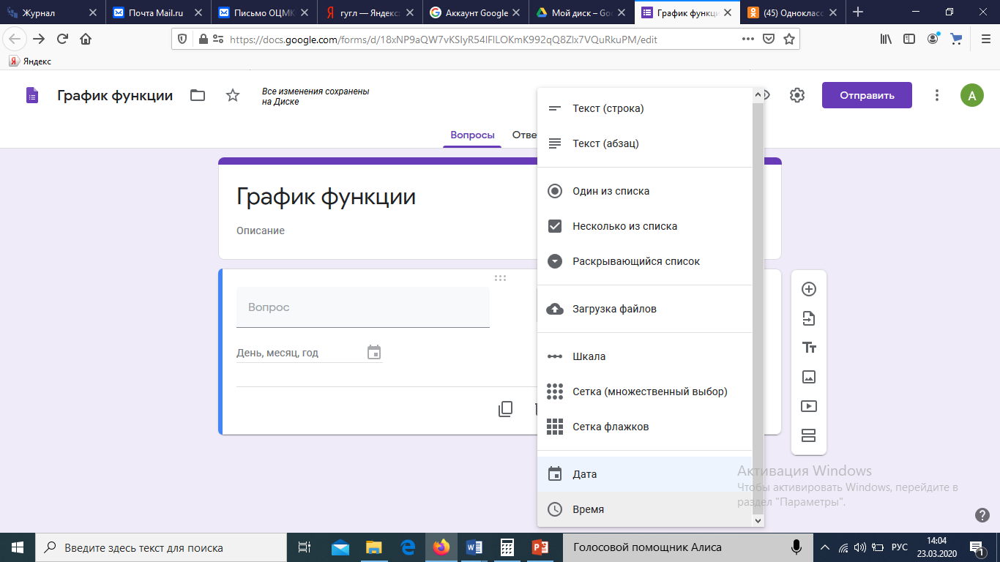 Журнал
Почта Mail.ru
Письмо ОЦМК
гугл — Яндекс:
Аккаунт Google
Мой диск – Goo
График функци
(45) Одноклас
https://docs.google.com/forms/d/18xNP9aQW7vKSlyR54lFlLOKmK992qQ8Zlx7VQuRkuPM/edit
Яндекс
График функции
Все изменения сохранены
на Диске
Отправить
А
Вопросы
Отве
График функции
Описание
Вопрос
День, месяц, год
Текст (строка)
Текст (абзац)
Один из списка
Несколько из списка
Раскрывающийся список
Загрузка файлов
Шкала
Сетка (множественный выбор)
Сетка флажков
Дата
Время
Активация Windows
Чтобы активировать Windows, перейдите в
раздел "Параметры".
Введите здесь текст для поиска
Голосовой помощник Алиса
РУС
14:04
23.03.2020
1